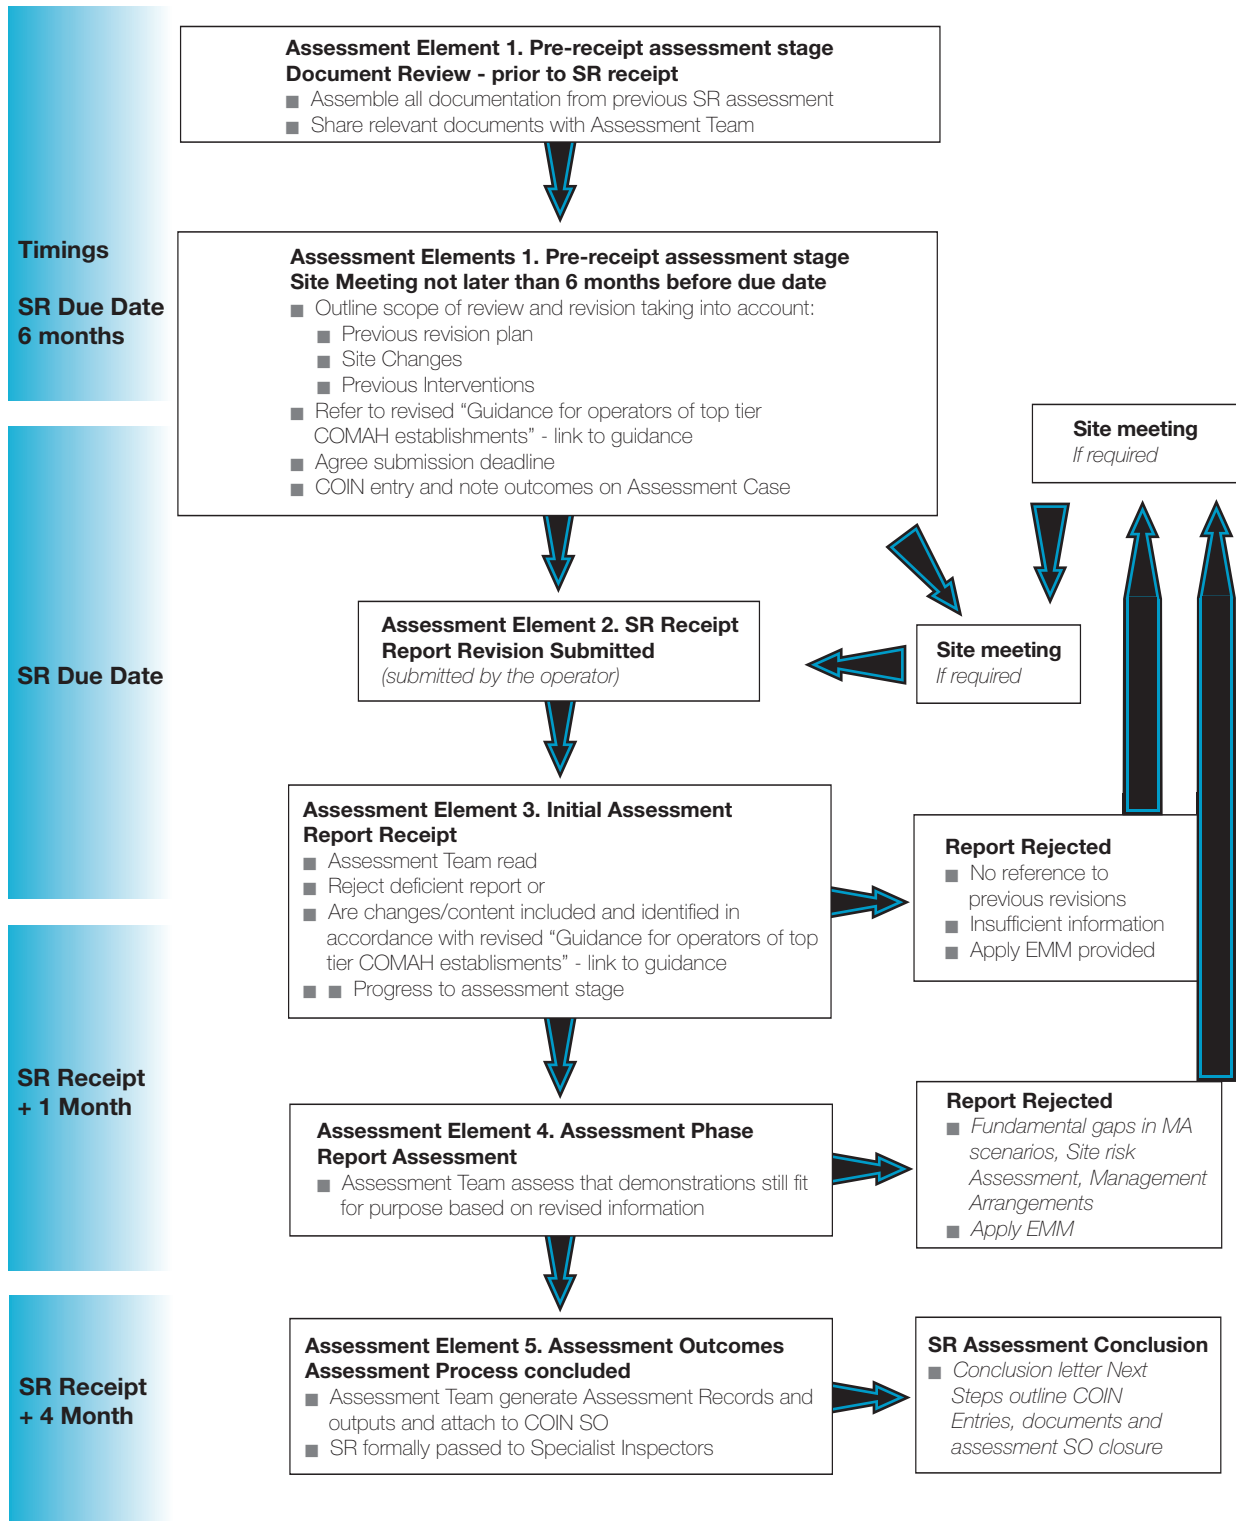 Assessment Element 1. Pre-receipt assessment stage
Document Review - prior to SR receipt
■ Assemble all documentation from previous SR assessment
■ Share relevant documents with Assessment Team
Timings
SR Due Date
6 months
Assessment Elements 1. Pre-receipt assessment stage
Site Meeting not later than 6 months before due date
■ Outline scope of review and revision taking into account:
■ Previous revision plan
■ Site Changes
■ Previous Interventions
■ Refer to revised “Guidance for operators of top tier
COMAH establishments” - link to guidance
■ Agree submission deadline
■ COIN entry and note outcomes on Assessment Case
Site meeting
If required
SR Due Date
Assessment Element 2. SR Receipt
Report Revision Submitted
(submitted by the operator)
Site meeting
If required
Assessment Element 3. Initial Assessment
Report Receipt
■ Assessment Team read
■ Reject deficient report or
■ Are changes/content included and identified in
accordance with revised “Guidance for operators of top
tier COMAH establisments” - link to guidance
■ ■ Progress to assessment stage
Report Rejected
■ No reference to
previous revisions
■ Insufficient information
■ Apply EMM provided
SR Receipt
+ 1 Month
Assessment Element 4. Assessment Phase
Report Assessment
■ Assessment Team assess that demonstrations still fit
for purpose based on revised information
Report Rejected
■ Fundamental gaps in MA
scenarios, Site risk
Assessment, Management
Arrangements
■ Apply EMM
SR Receipt
+ 4 Month
Assessment Element 5. Assessment Outcomes
Assessment Process concluded
■ Assessment Team generate Assessment Records and
outputs and attach to COIN SO
■ SR formally passed to Specialist Inspectors
SR Assessment Conclusion
■ Conclusion letter Next
Steps outline COIN
Entries, documents and
assessment SO closure